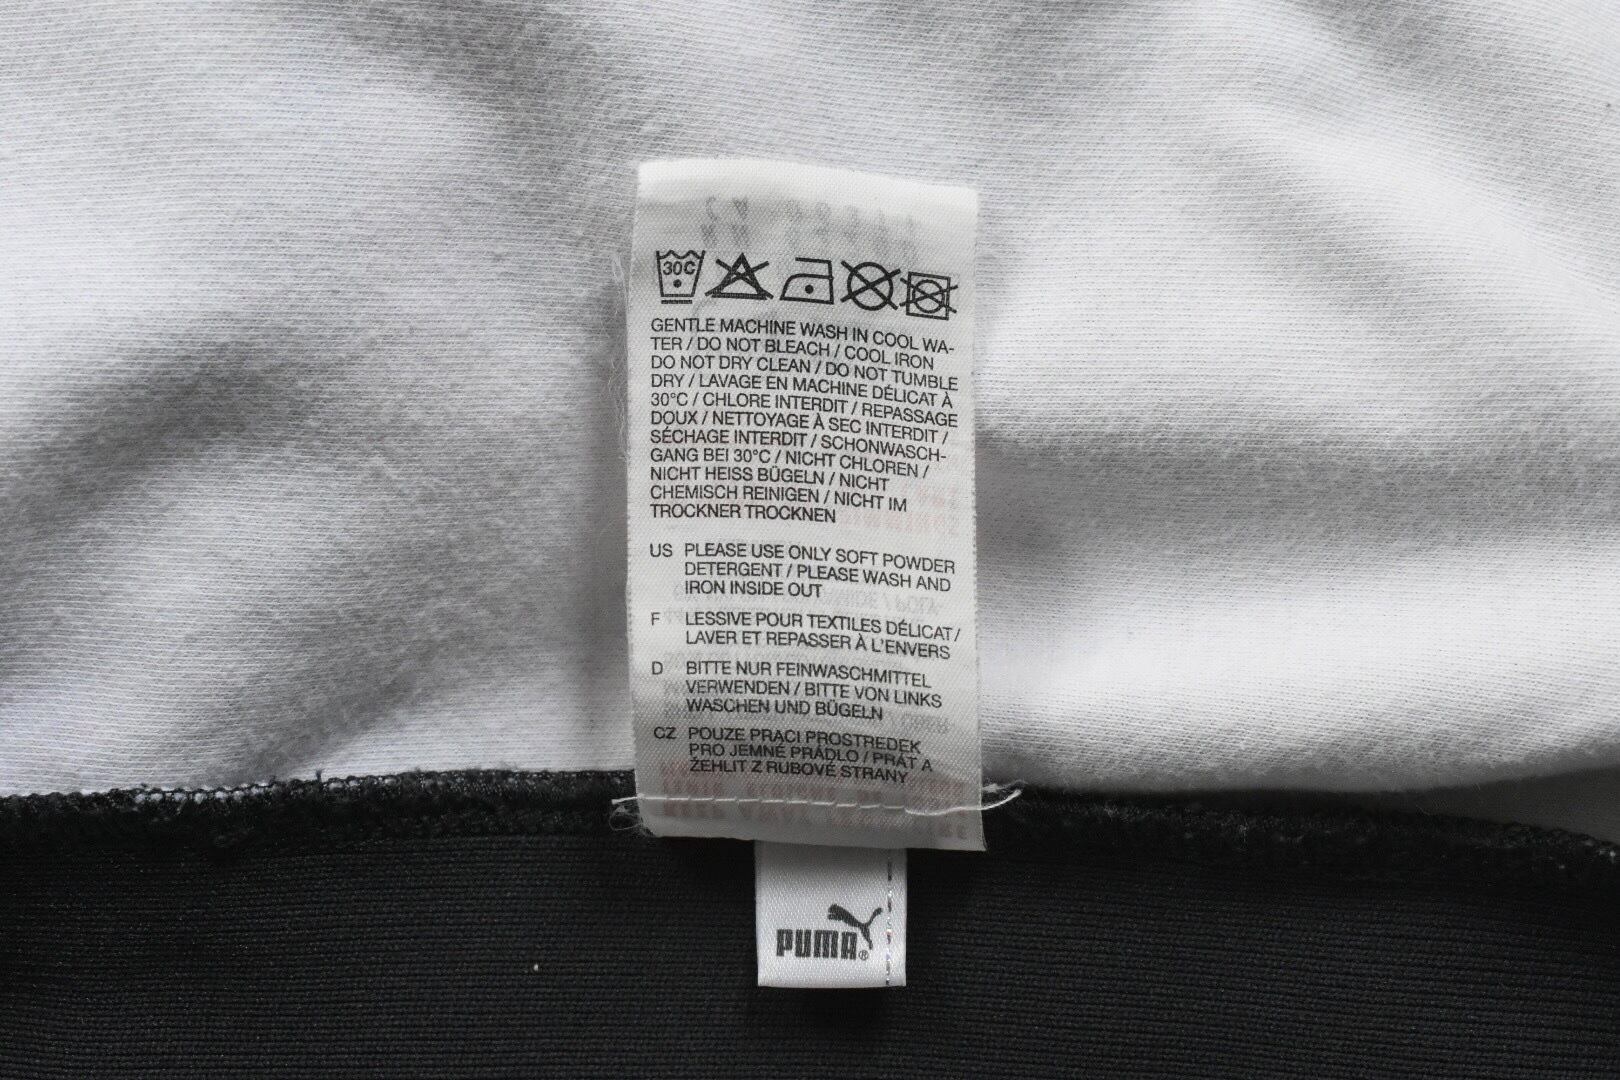 30C
GENTLE MACHINE WASH IN COOL WA-
TER / DO NOT BLEACH / COOL IRON
DO NOT DRY CLEAN / DO NOT TUMBLE
DRY / LAVAGE EN MACHINE DÉLICAT À
30°C / CHLORE INTERDIT / REPASSAGE
DOUX / NETTOYAGE À SEC INTERDIT /
SÉCHAGE INTERDIT / SCHONWASCH-
GANG BEI 30°C / NICHT CHLOREN /
NICHT HEISS BÜGELN / NICHT
CHEMISCH REINIGEN / NICHT IM
TROCKNER TROCKNEN
US PLEASE USE ONLY SOFT POWDER
DETERGENT / PLEASE WASH AND
IRON INSIDE OUT
F LESSIVE POUR TEXTILES DÉLICAT /
LAVER ET REPASSER À L'ENVERS
D BITTE NUR FEINWASCHMITTEL
VERWENDEN / BITTE VON LINKS
WASCHEN UND BÜGELN
CZ POUZE PRACI PROSTREDEK
PRO JEMNÉ PRÁDLO / PRÁT A
ŽEHLIT Z RUBOVÉ STRANY
PUMA®